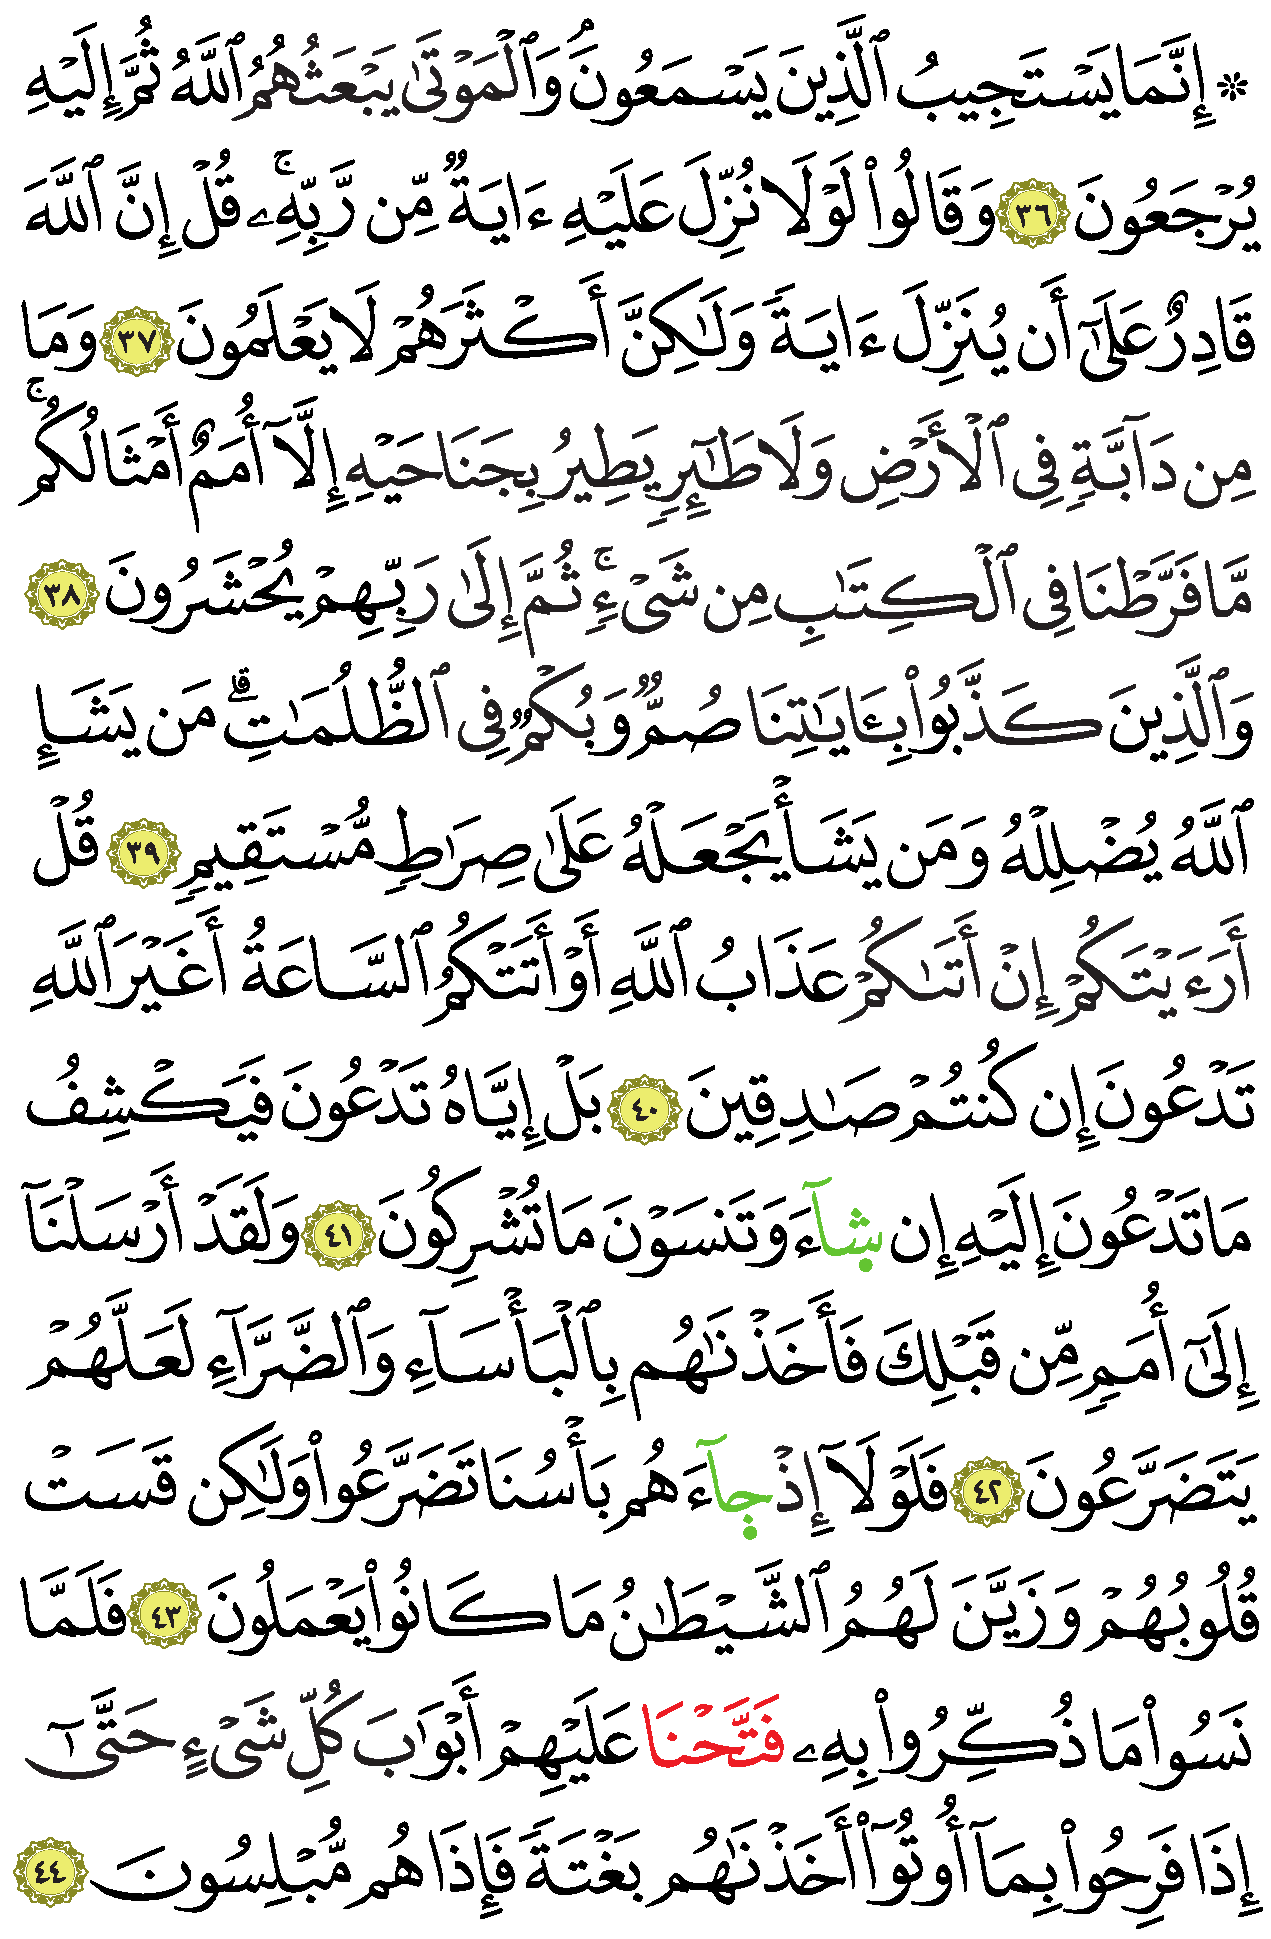 ۞ إِنَّمَا يَسْتَجِيبُ ٱلَّذِينَ يَسْمَعُونَۘ وَٱلْمَوْتَىٰ يَبْعَثُهُمُ ٱللَّهُ ثُمَّ إِلَيْهِ
يُرْجَعُونَ ٣٦ وَقَالُوا۟ لَوْلَا نُزِّلَ عَلَيْهِ ءَايَةٌ مِّن رَّبِّهِۦۚ قُلْ إِنَّ ٱللَّهَ
قَادِرٌ عَلَىٰٓ أَن يُنَزِّلَ ءَايَةً وَلَـٰكِنَّ أَكْثَرَهُمْ لَا يَعْلَمُونَ ٣٧ وَمَا
مِن دَآبَّةٍ فِى ٱلْأَرْضِ وَلَا طَـٰٓئِرٍ يَطِيرُ بِجَنَاحَيْهِ إِلَّآ أُمَمٌ أَمْثَالُكُمۚ
مَّا فَرَّطْنَا فِى ٱلْكِتَـٰبِ مِن شَىْءٍۚ ثُمَّ إِلَىٰ رَبِّهِمْ يُحْشَرُونَ ٣٨
وَٱلَّذِينَ كَذَّبُوا۟ بِـَٔايَـٰتِنَا صُمٌّ وَبُكْمٌ فِى ٱلظُّلُمَـٰتِۗ مَن يَشَإِ
ٱللَّهُ يُضْلِلْهُ وَمَن يَشَأْ يَجْعَلْهُ عَلَىٰ صِرَٰطٍ مُّسْتَقِيمٍ ٣٩ قُلْ
أَرَءَيْتَكُمْ إِنْ أَتَىٰكُمْ عَذَابُ ٱللَّهِ أَوْ أَتَتْكُمُ ٱلسَّاعَةُ أَغَيْرَ ٱللَّهِ
تَدْعُونَ إِن كُنتُمْ صَـٰدِقِينَ ٤٠ بَلْ إِيَّاهُ تَدْعُونَ فَيَكْشِفُ
مَا تَدْعُونَ إِلَيْهِ إِن شَآءَ وَتَنسَوْنَ مَا تُشْرِكُونَ ٤١ وَلَقَدْ أَرْسَلْنَآ
إِلَىٰٓ أُمَمٍ مِّن قَبْلِكَ فَأَخَذْنَـٰهُم بِٱلْبَأْسَآءِ وَٱلضَّرَّآءِ لَعَلَّهُمْ
يَتَضَرَّعُونَ ٤٢ فَلَوْلَآ إِذْ جَآءَهُم بَأْسُنَا تَضَرَّعُوا۟ وَلَـٰكِن قَسَتْ
قُلُوبُهُمْ وَزَيَّنَ لَهُمُ ٱلشَّيْطَـٰنُ مَا كَانُوا۟ يَعْمَلُونَ ٤٣ فَلَمَّا
نَسُوا۟ مَا ذُكِّرُوا۟ بِهِۦ فَتَّحْنَا عَلَيْهِمْ أَبْوَٰبَ كُلِّ شَىْءٍ حَتَّىٰٓ
إِذَا فَرِحُوا۟ بِمَآ أُوتُوٓا۟ أَخَذْنَـٰهُم بَغْتَةً فَإِذَا هُم مُّبْلِسُونَ ٤٤